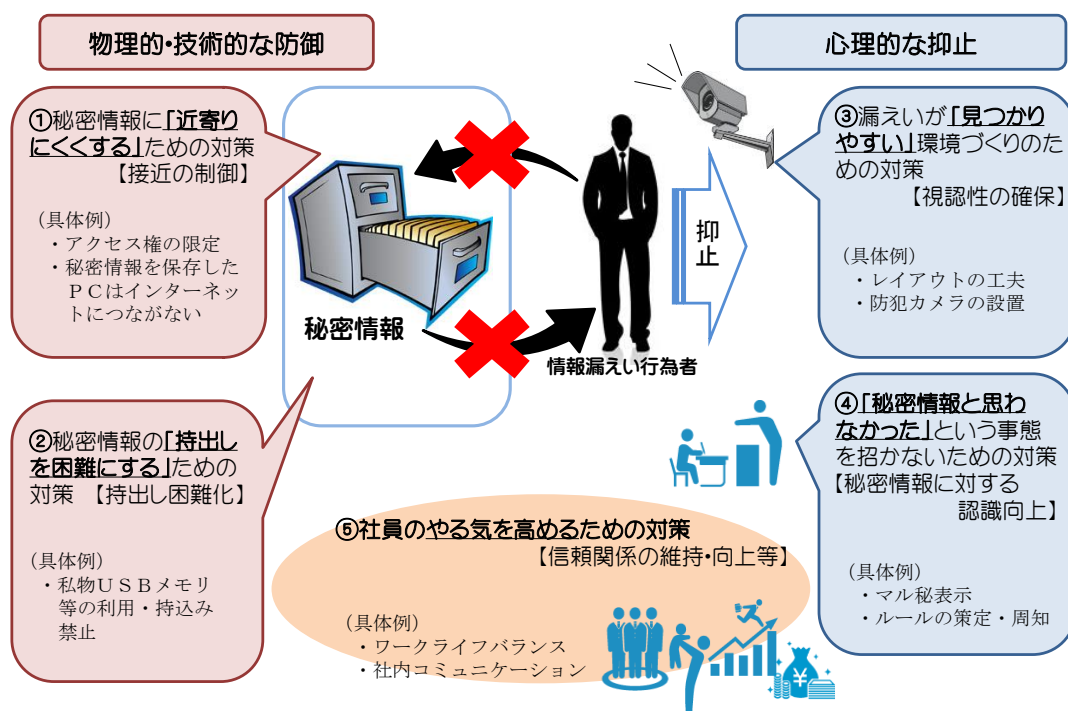 物理的・技術的な防御
心理的な抑止
①秘密情報に「近寄り
にくくする」ための対策
【接近の制御】
（具体例）
・アクセス権の限定
・秘密情報を保存した
ＰＣはインターネッ
トにつながない
②秘密情報の「持出し
を困難にする」ための
対策 【持出し困難化】
（具体例）
・私物ＵＳＢメモリ
等の利用・持込み
禁止
秘密情報
情報漏えい行為者
抑止
③漏えいが「見つかり
やすい」環境づくりのた
めの対策
【視認性の確保】
（具体例）
・レイアウトの工夫
・防犯カメラの設置
④「秘密情報と思わ
なかった」という事態
を招かないための対策
【秘密情報に対する
認識向上】
（具体例）
・マル秘表示
・ルールの策定・周知
⑤社員のやる気を高めるための対策
【信頼関係の維持・向上等】
（具体例）
・ワークライフバランス
・社内コミュニケーション
¥